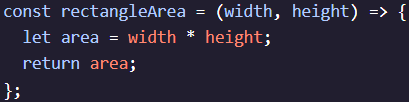 const rectangleArea = (width, height) => {
  let area = width * height;
  return area;
};